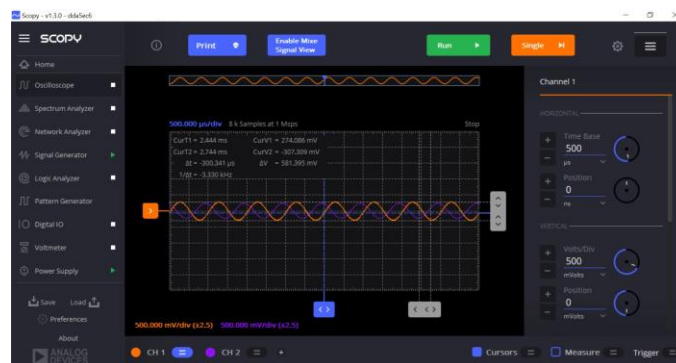 Scopy - v1.3.0 - dda5ec6
SCOPY
Print
Enable Mixe
Signal View
Run
Single
Home
Oscilloscope
Spectrum Analyzer
Network Analyzer
Signal Generator
Logic Analyzer
Pattern Generator
Digital IO
Voltmeter
Power Supply
Save Load
Preferences
About
ANALOG
DEVICES
500.000 µs/div 8 k Samples at 1 Msps Stop
CurT1 = 2.444 ms CurV1 = 274.086 mV
CurT2 = 2.744 ms CurV2 = -307.309 mV
Δt = -300.341 µs ΔV = 581.395 mV
1/Δt = -3.330 kHz
500.000 mV/div (x2.5) 500.000 mV/div (x2.5)
Channel 1
HORIZONTAL
Time Base
500
µs
Position
0
ns
VERTICAL
Volts/Div
500
mVolts
Position
0
mVolts
CH 1 CH 2 + Cursors Measure Trigger